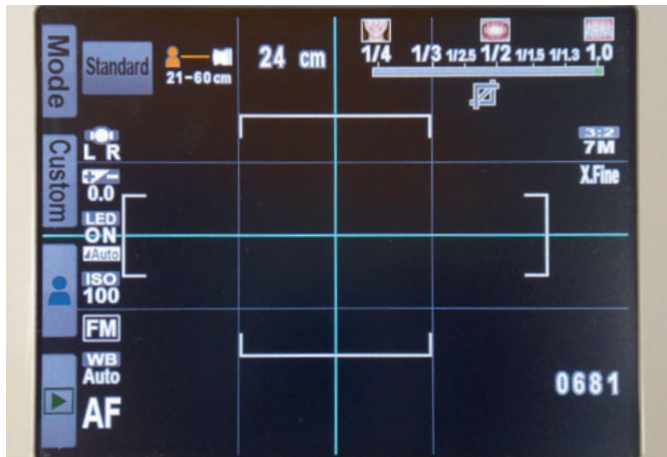 Mode
Standard
21-60cm
24 cm
1/4 1/3 1/2.5 1/2 1/1.5 1/1.3 1.0
L R
3:2
7M
Custom
+/-
0.0
X.Fine
LED
ON
Auto
ISO
100
FM
WB
Auto
0681
AF